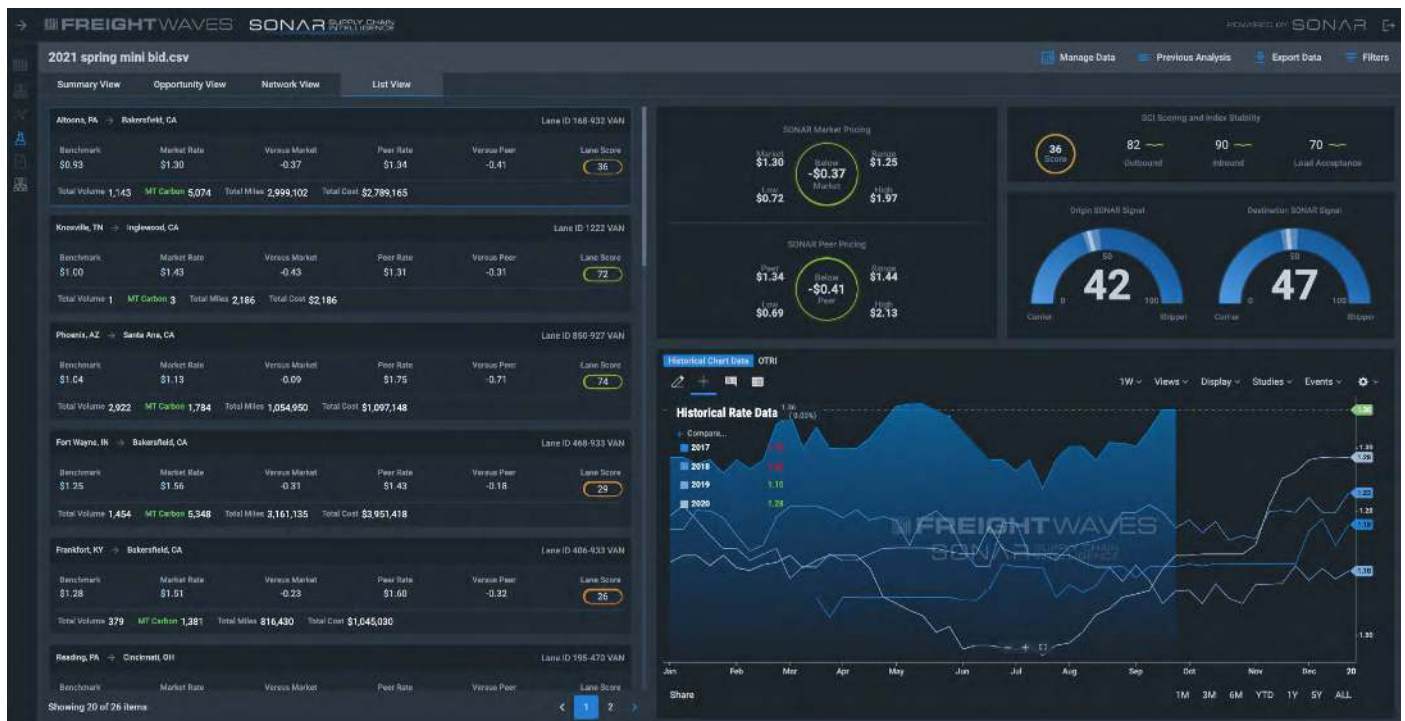 FREIGHTWAVES SONAR SUPPLY CHAIN INTELLIGENCE
POWERED BY SONAR
2021 spring mini bid.csv
Manage Data Previous Analysis Export Data Filters
Summary View Opportunity View Network View List View
Altoona, PA → Bakersfield, CA Lane ID 168-932 VAN
Benchmark Market Rate Versus Market Peer Rate Versus Peer Lane Score
$0.93 $1.30 -0.37 $1.34 -0.41 36
Total Volume 1,143 MT Carbon 5,074 Total Miles 2,999,102 Total Cost $2,789,165
Knoxville, TN → Inglewood, CA Lane ID 1222 VAN
Benchmark Market Rate Versus Market Peer Rate Versus Peer Lane Score
$1.00 $1.43 -0.43 $1.31 -0.31 72
Total Volume 1 MT Carbon 3 Total Miles 2,186 Total Cost $2,186
Phoenix, AZ → Santa Ana, CA Lane ID 850-927 VAN
Benchmark Market Rate Versus Market Peer Rate Versus Peer Lane Score
$1.04 $1.13 -0.09 $1.75 -0.71 74
Total Volume 2,922 MT Carbon 1,784 Total Miles 1,054,950 Total Cost $1,097,148
Fort Wayne, IN → Bakersfield, CA Lane ID 468-933 VAN
Benchmark Market Rate Versus Market Peer Rate Versus Peer Lane Score
$1.25 $1.56 -0.31 $1.43 -0.18 29
Total Volume 1,454 MT Carbon 5,348 Total Miles 3,161,135 Total Cost $3,951,418
Frankfort, KY → Bakersfield, CA Lane ID 406-933 VAN
Benchmark Market Rate Versus Market Peer Rate Versus Peer Lane Score
$1.28 $1.51 -0.23 $1.60 -0.32 26
Total Volume 379 MT Carbon 1,381 Total Miles 816,430 Total Cost $1,045,030
Reading, PA → Cincinnati, OH Lane ID 195-470 VAN
Benchmark Market Rate Versus Market Peer Rate Versus Peer Lane Score
Showing 20 of 26 items
1 2
SONAR Market Pricing
Market Range
$1.30 Below $1.25
-$0.37
Low Market High
$0.72 $1.97
SONAR Peer Pricing
Peer Range
$1.34 Below $1.44
-$0.41
Low Peer High
$0.69 $2.13
SCI Scoring and Index Stability
36 82 90 70
Score Outbound Inbound Load Acceptance
Origin SONAR Signal Destination SONAR Signal
50 50
42 47
0 100 0 100
Carrier Shipper Carrier Shipper
Historical Chart Data OTRI
1W Views Display Studies Events
Historical Rate Data 1.36 (0.00%)
+ Compare...
2017
2018
2019 1.10
2020 1.28
1.28
1.20
1.10
FREIGHTWAVES
SONAR SUPPLY CHAIN INTELLIGENCE
Jan Feb Mar Apr May Jun Jul Aug Sep Oct Nov Dec 20
Share 1M 3M 6M YTD 1Y 5Y ALL